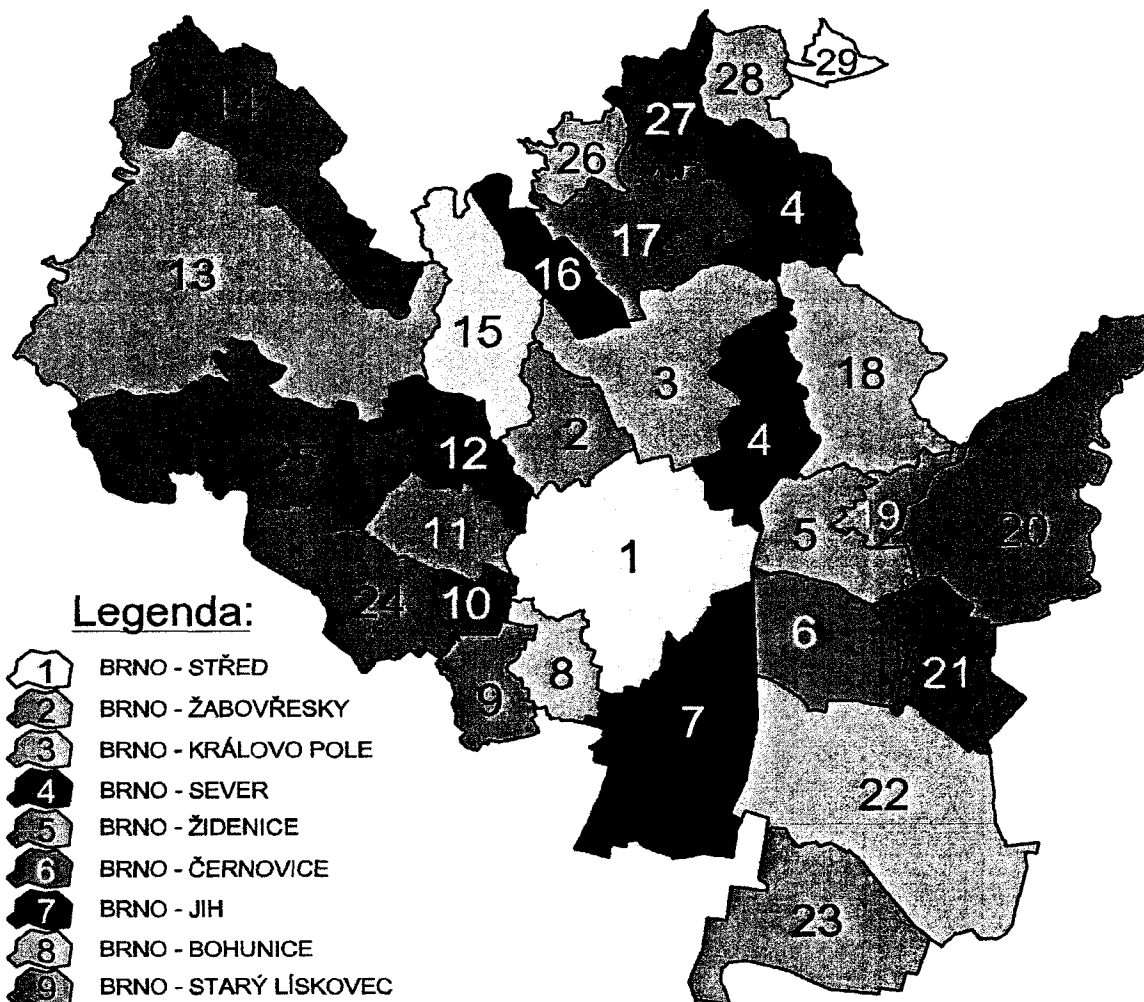 29
28
27
26
4
17
13
16
15
3
18
2
4
12
19
20
11
5
1
24
10
6
8
21
9
7
22
23
Legenda:
1 BRNO - STŘED
2 BRNO - ŽABOVŘESKY
3 BRNO - KRÁLOVO POLE
4 BRNO - SEVER
5 BRNO - ŽIDENICE
6 BRNO - ČERNOVICE
7 BRNO - JIH
8 BRNO - BOHUNICE
9 BRNO - STARÝ LÍSKOVEC